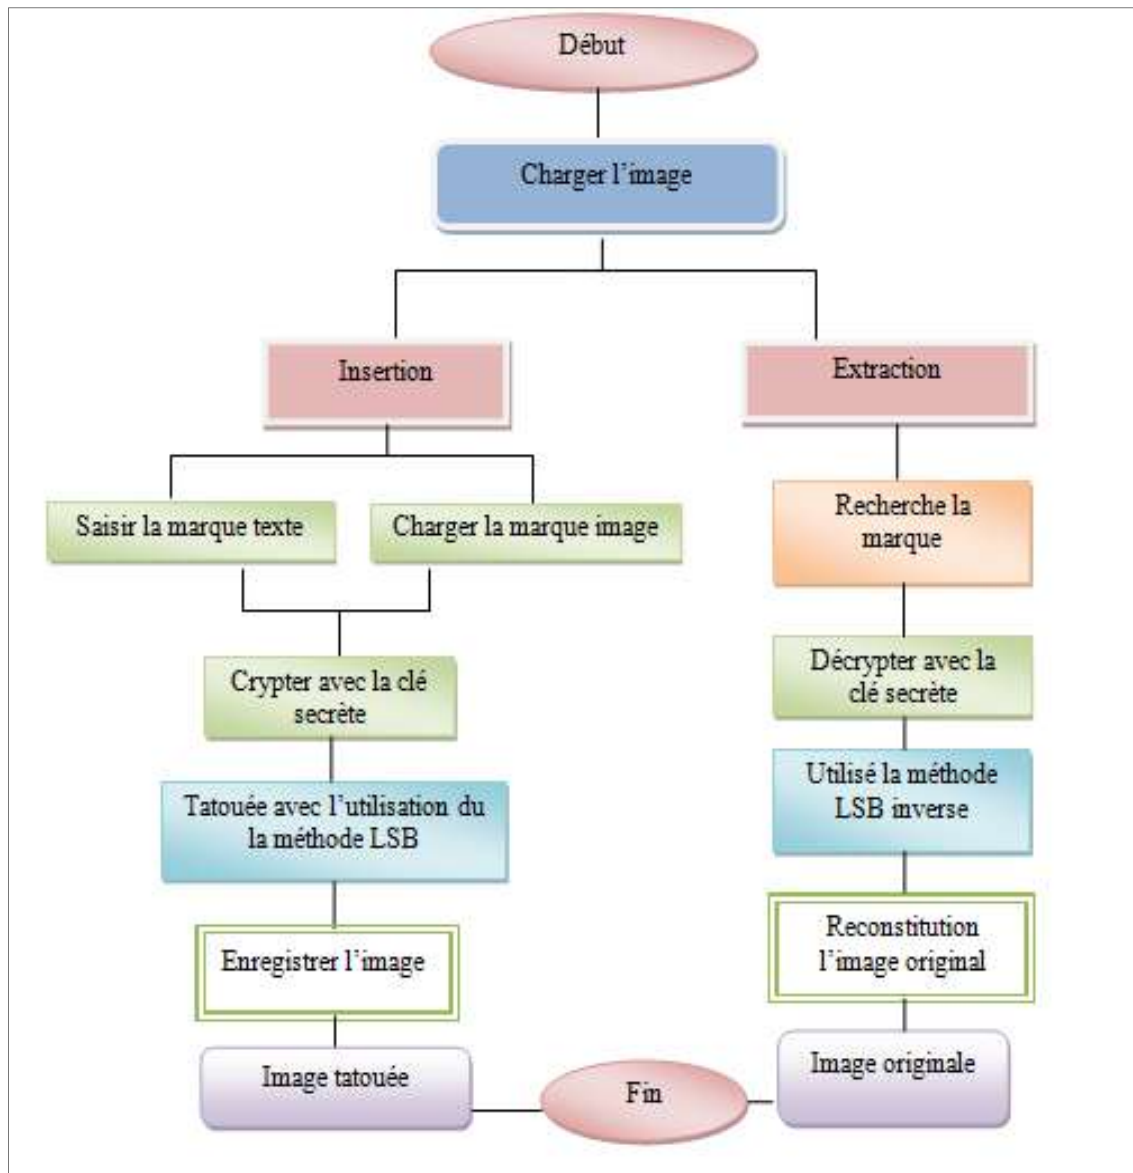 Début
Charger l’image
Insertion
Extraction
Saisir la marque texte
Charger la marque image
Recherche la
marque
Crypter avec la clé
secrète
Décrypter avec la
clé secrète
Tatouée avec l’utilisation du
la méthode LSB
Utilisé la méthode
LSB inverse
Enregistrer l’image
Reconstitution
l’image original
Image tatouée
Image originale
Fin